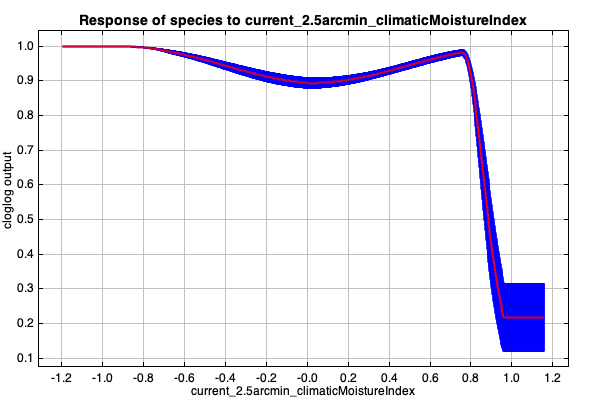 Response of species to current_2.5arcmin_climaticMoistureIndex
1.0
0.9
0.8
0.7
0.6
0.5
0.4
0.3
0.2
0.1
cloglog output
-1.2 -1.0 -0.8 -0.6 -0.4 -0.2 -0.0 0.2 0.4 0.6 0.8 1.0 1.2
current_2.5arcmin_climaticMoistureIndex